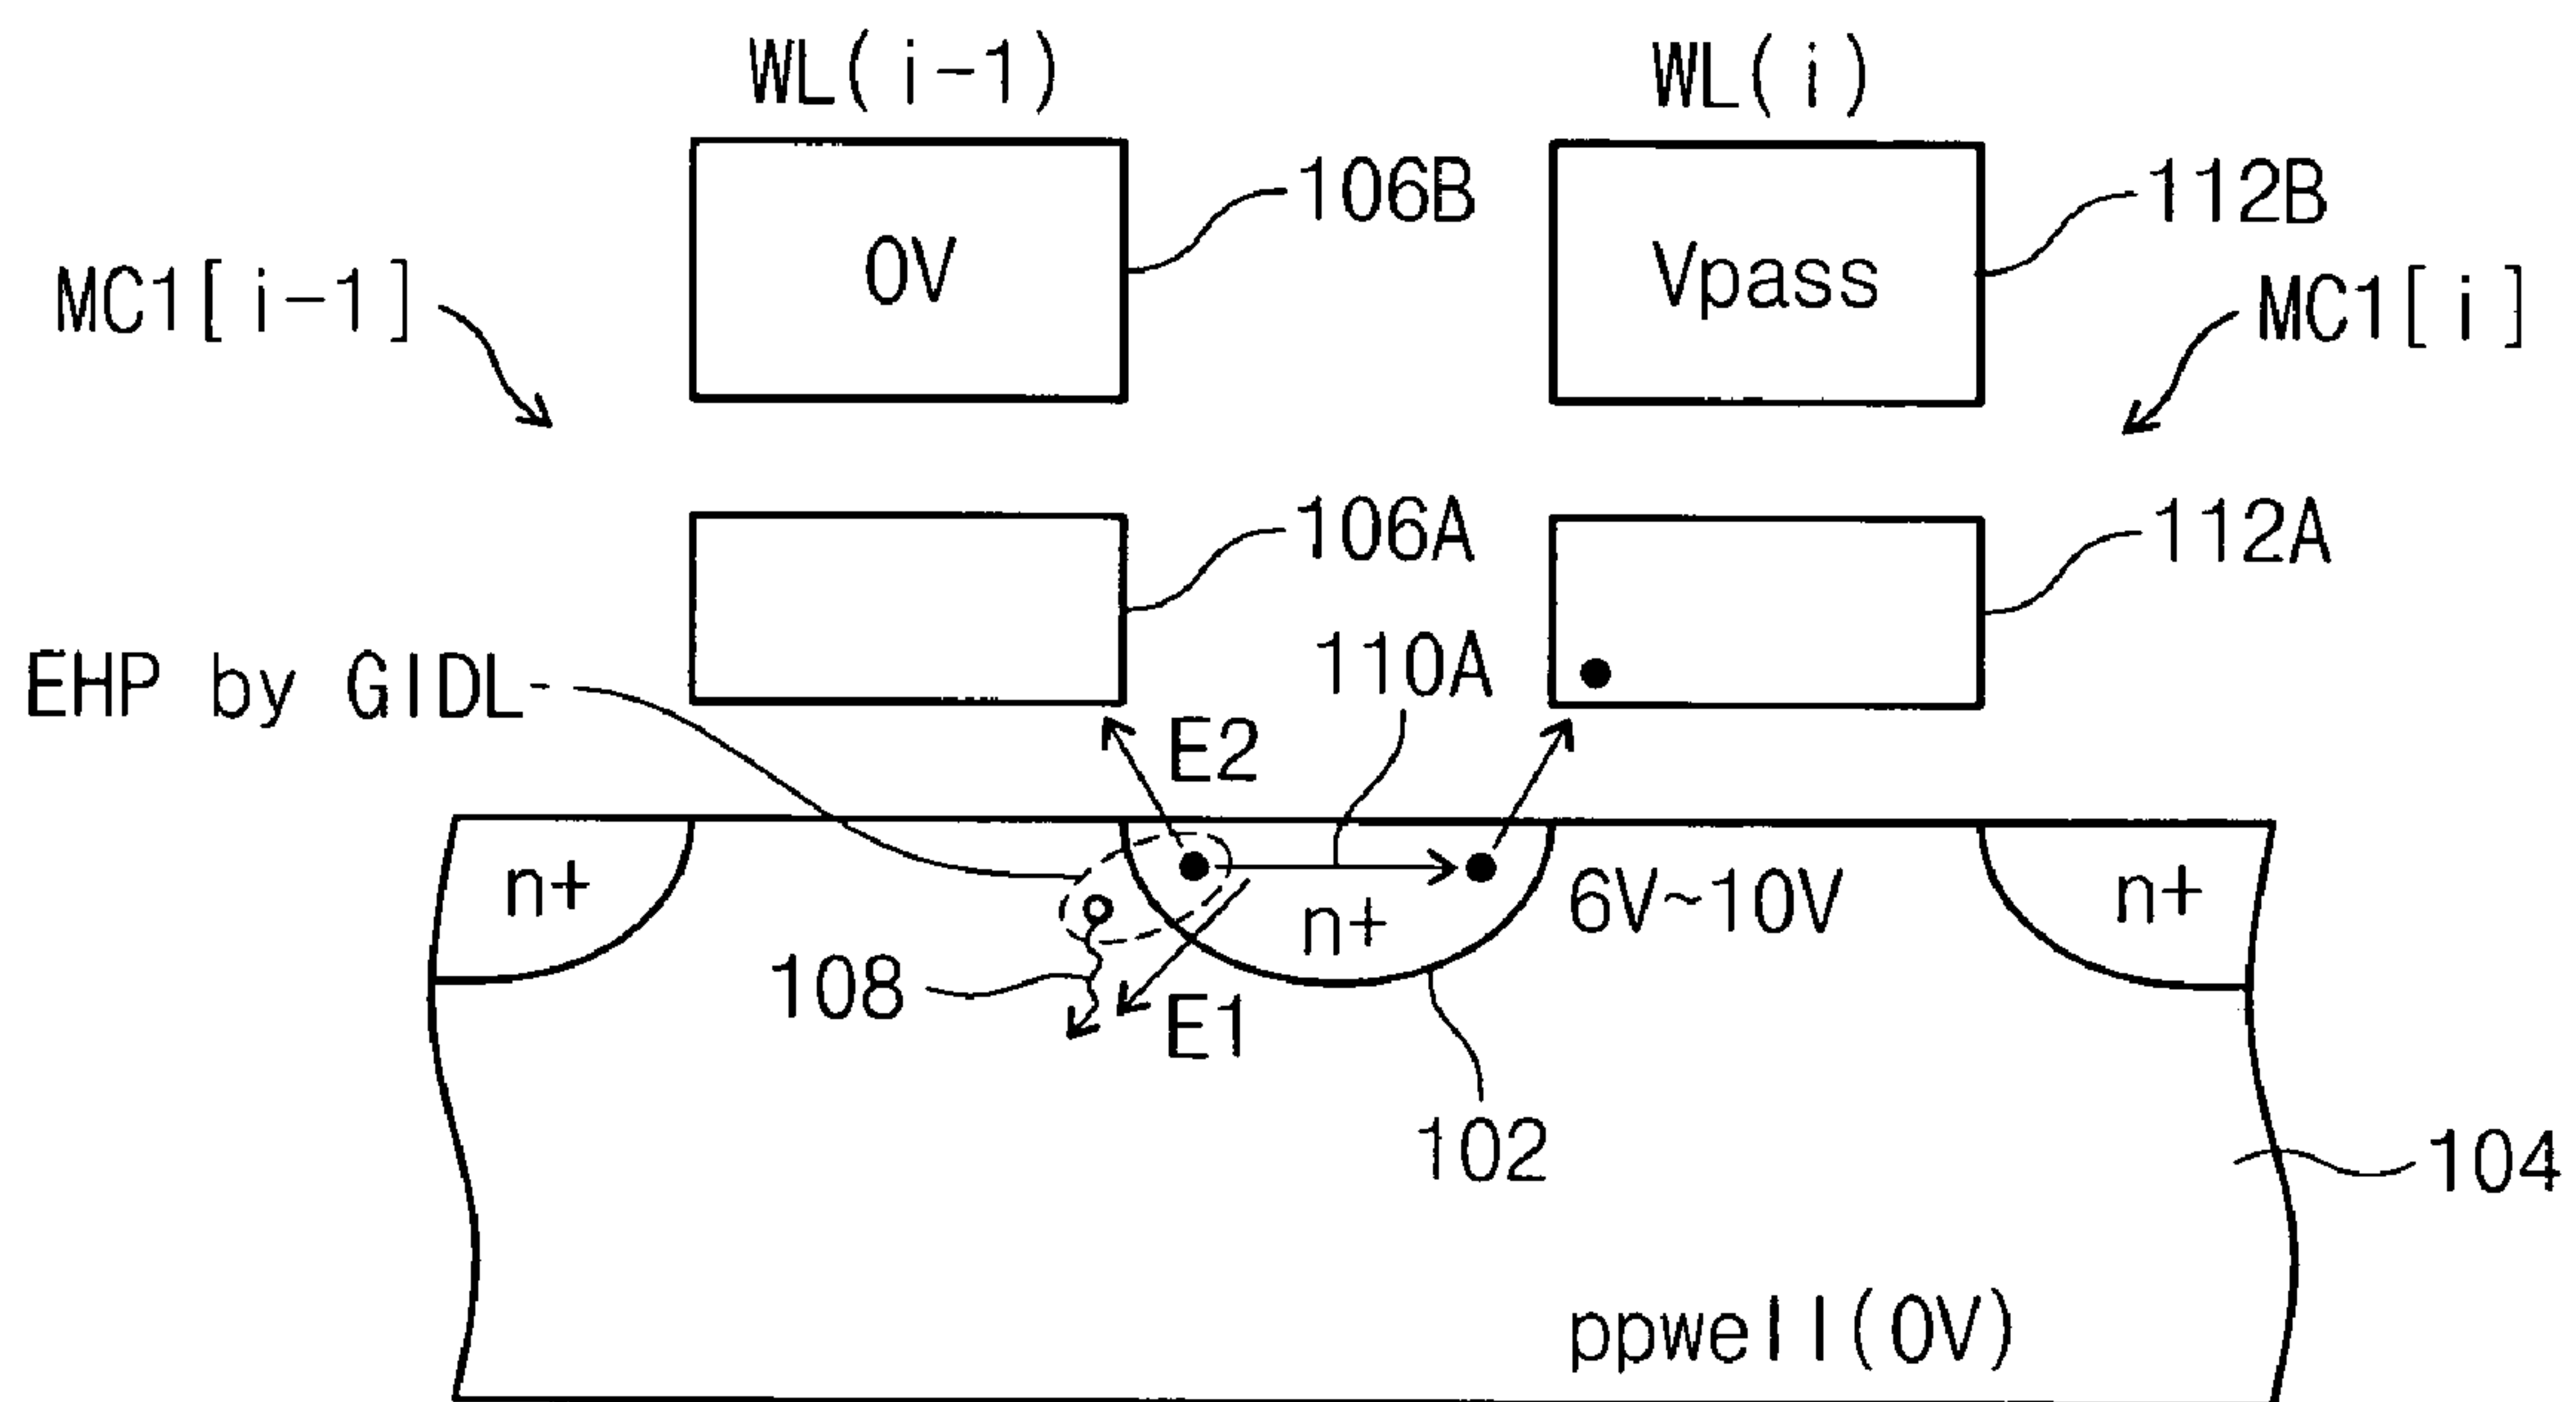 WL(i-1)
WL(i)
106B
112B
0V
Vpass
MC1[i-1]
MC1[i]
106A
112A
110A
EHP by GIDL
E2
n+
n+
6V~10V
n+
108
E1
102
104
ppwell(0V)